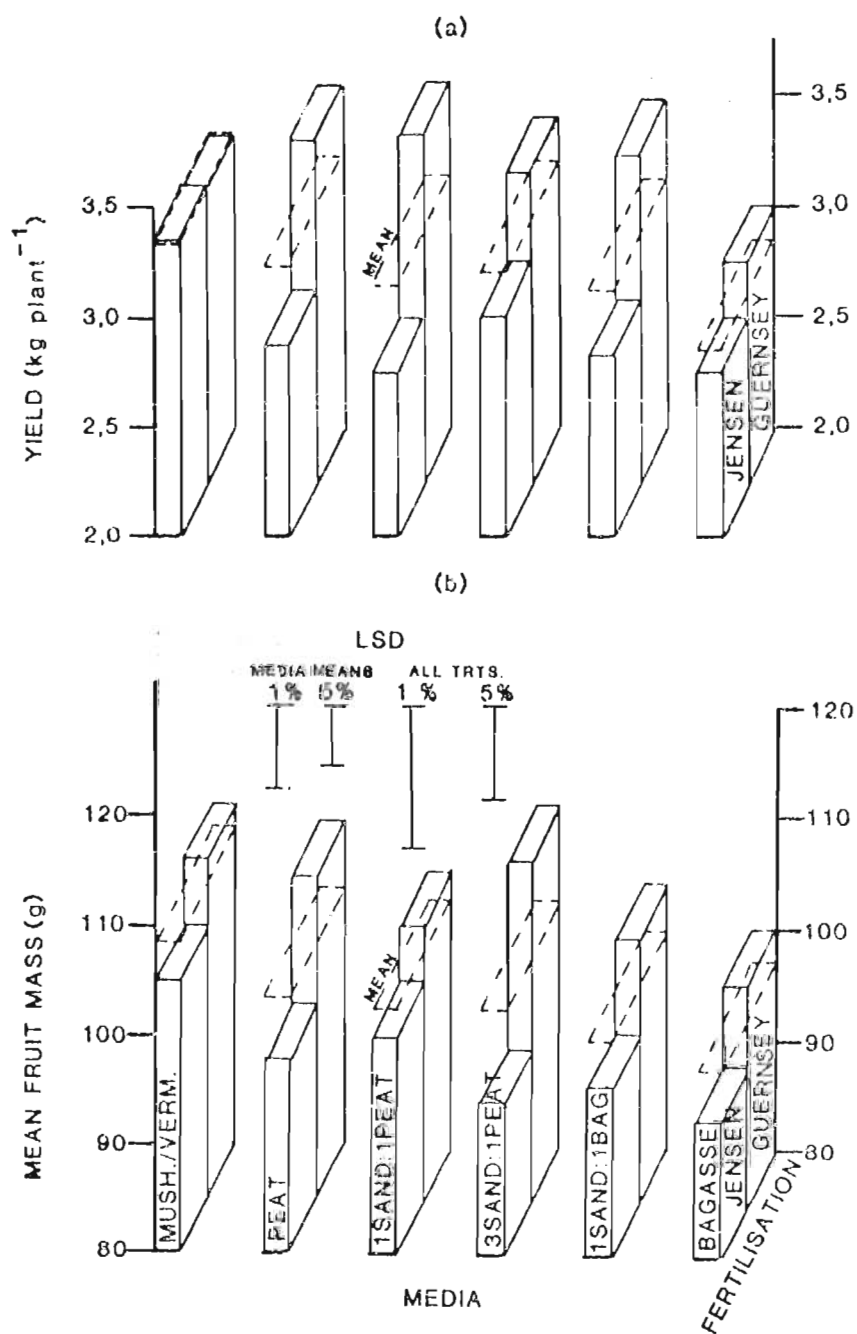 (a)
3,5
3,0
2,5
2,0
YIELD (kg plant⁻¹)
3,5
3,0
2,5
2,0
MEAN
JENSEN
GUERNSEY
(b)
LSD
MEDIA MEANS
ALL TRTS.
1%
5%
1%
5%
MEAN FRUIT MASS (g)
120
110
100
90
80
120
110
100
90
80
MEAN
MUSH./VERM.
PEAT
1SAND:1PEAT
3SAND:1PEAT
1SAND:1BAG
BAGASSE
JENSEN
GUERNSEY
FERTILISATION
MEDIA